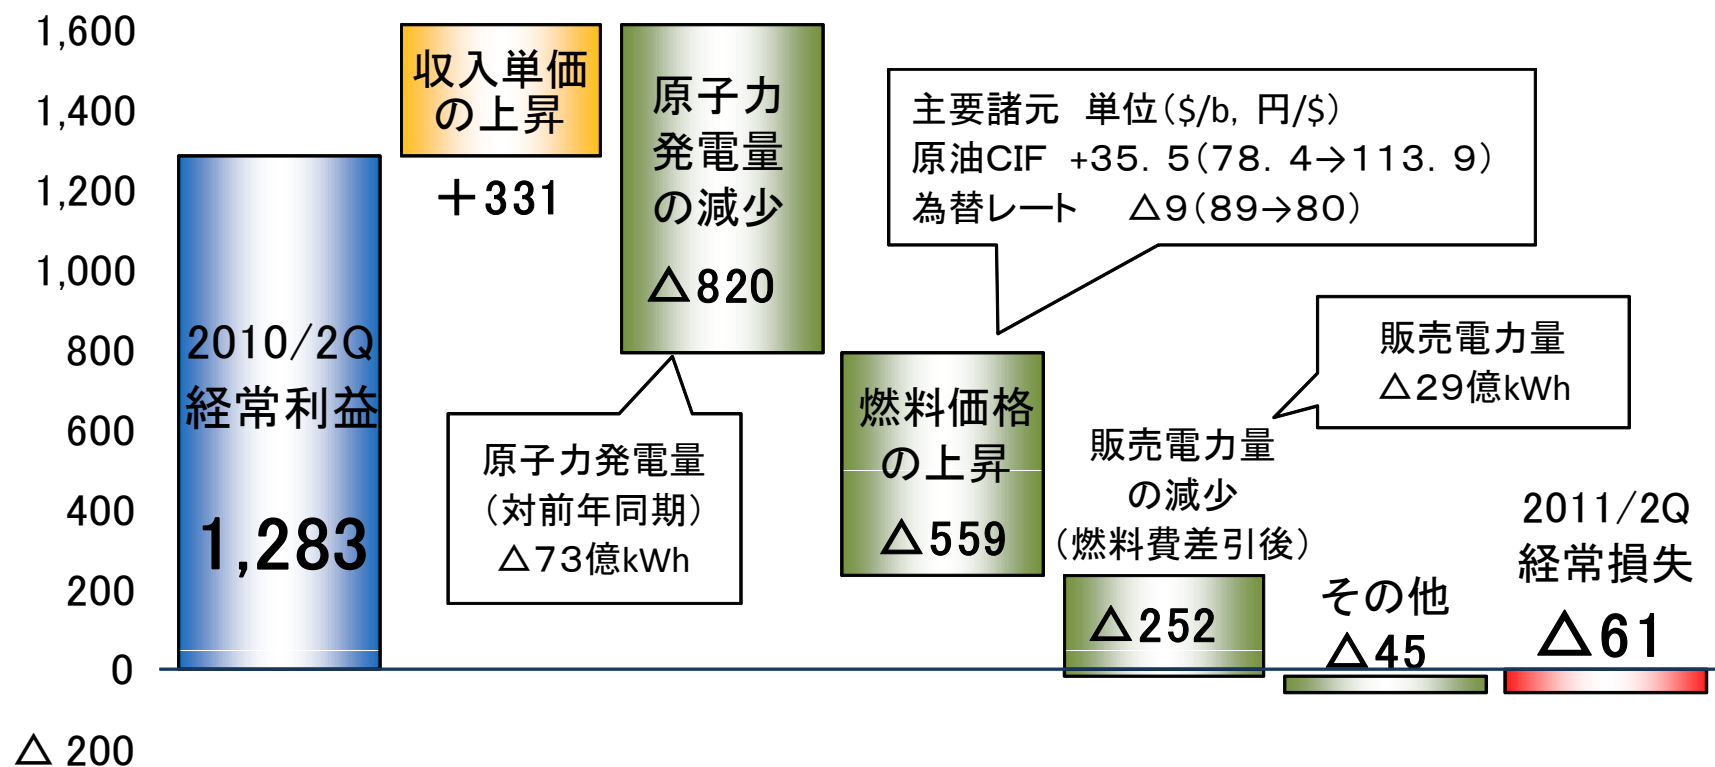 1,600
1,400
1,200
1,000
800
600
400
200
0
△ 200
2010/2Q
経常利益
1,283
収入単価
の上昇
＋331
原子力
発電量
の減少
△820
原子力発電量
（対前年同期）
△73億kWh
主要諸元 単位($/b, 円/$)
原油CIF +35.5(78.4→113.9)
為替レート △9(89→80)
燃料価格
の上昇
△559
販売電力量
△29億kWh
販売電力量
の減少
（燃料費差引後）
△252
その他
△45
2011/2Q
経常損失
△61